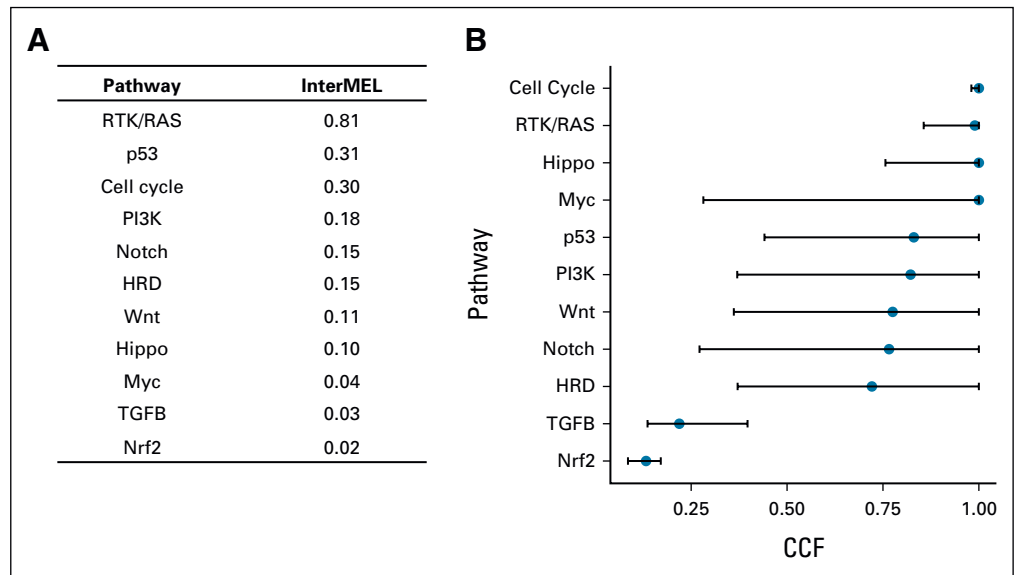 A
Pathway InterMEL
RTK/RAS 0.81
p53 0.31
Cell cycle 0.30
PI3K 0.18
Notch 0.15
HRD 0.15
Wnt 0.11
Hippo 0.10
Myc 0.04
TGFB 0.03
Nrf2 0.02
B
Pathway
Cell Cycle
RTK/RAS
Hippo
Myc
p53
PI3K
Wnt
Notch
HRD
TGFB
Nrf2
0.25 0.50 0.75 1.00
CCF